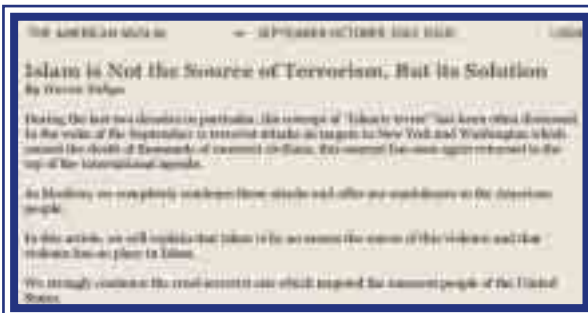 THE AMERICAN MUSLIM SEPTEMBER-OCTOBER ISSUE
Islam is Not the Source of Terrorism, But its Solution
By Harun Yahya
During the last two decades in particular, the concept of "Islamic terror" has been often discussed.
In the wake of the September 11 terrorist attacks on targets in New York and Washington which
caused the death of thousands of innocent civilians, this concept has once again returned to the
top of the international agenda.
As Muslims, we completely condemn these attacks and offer our condolences to the American
people.
In this article, we will explain that Islam is by no means the source of this violence and that
violence has no place in Islam.
We strongly condemn the cruel terrorist acts which targeted the innocent people of the United
States.